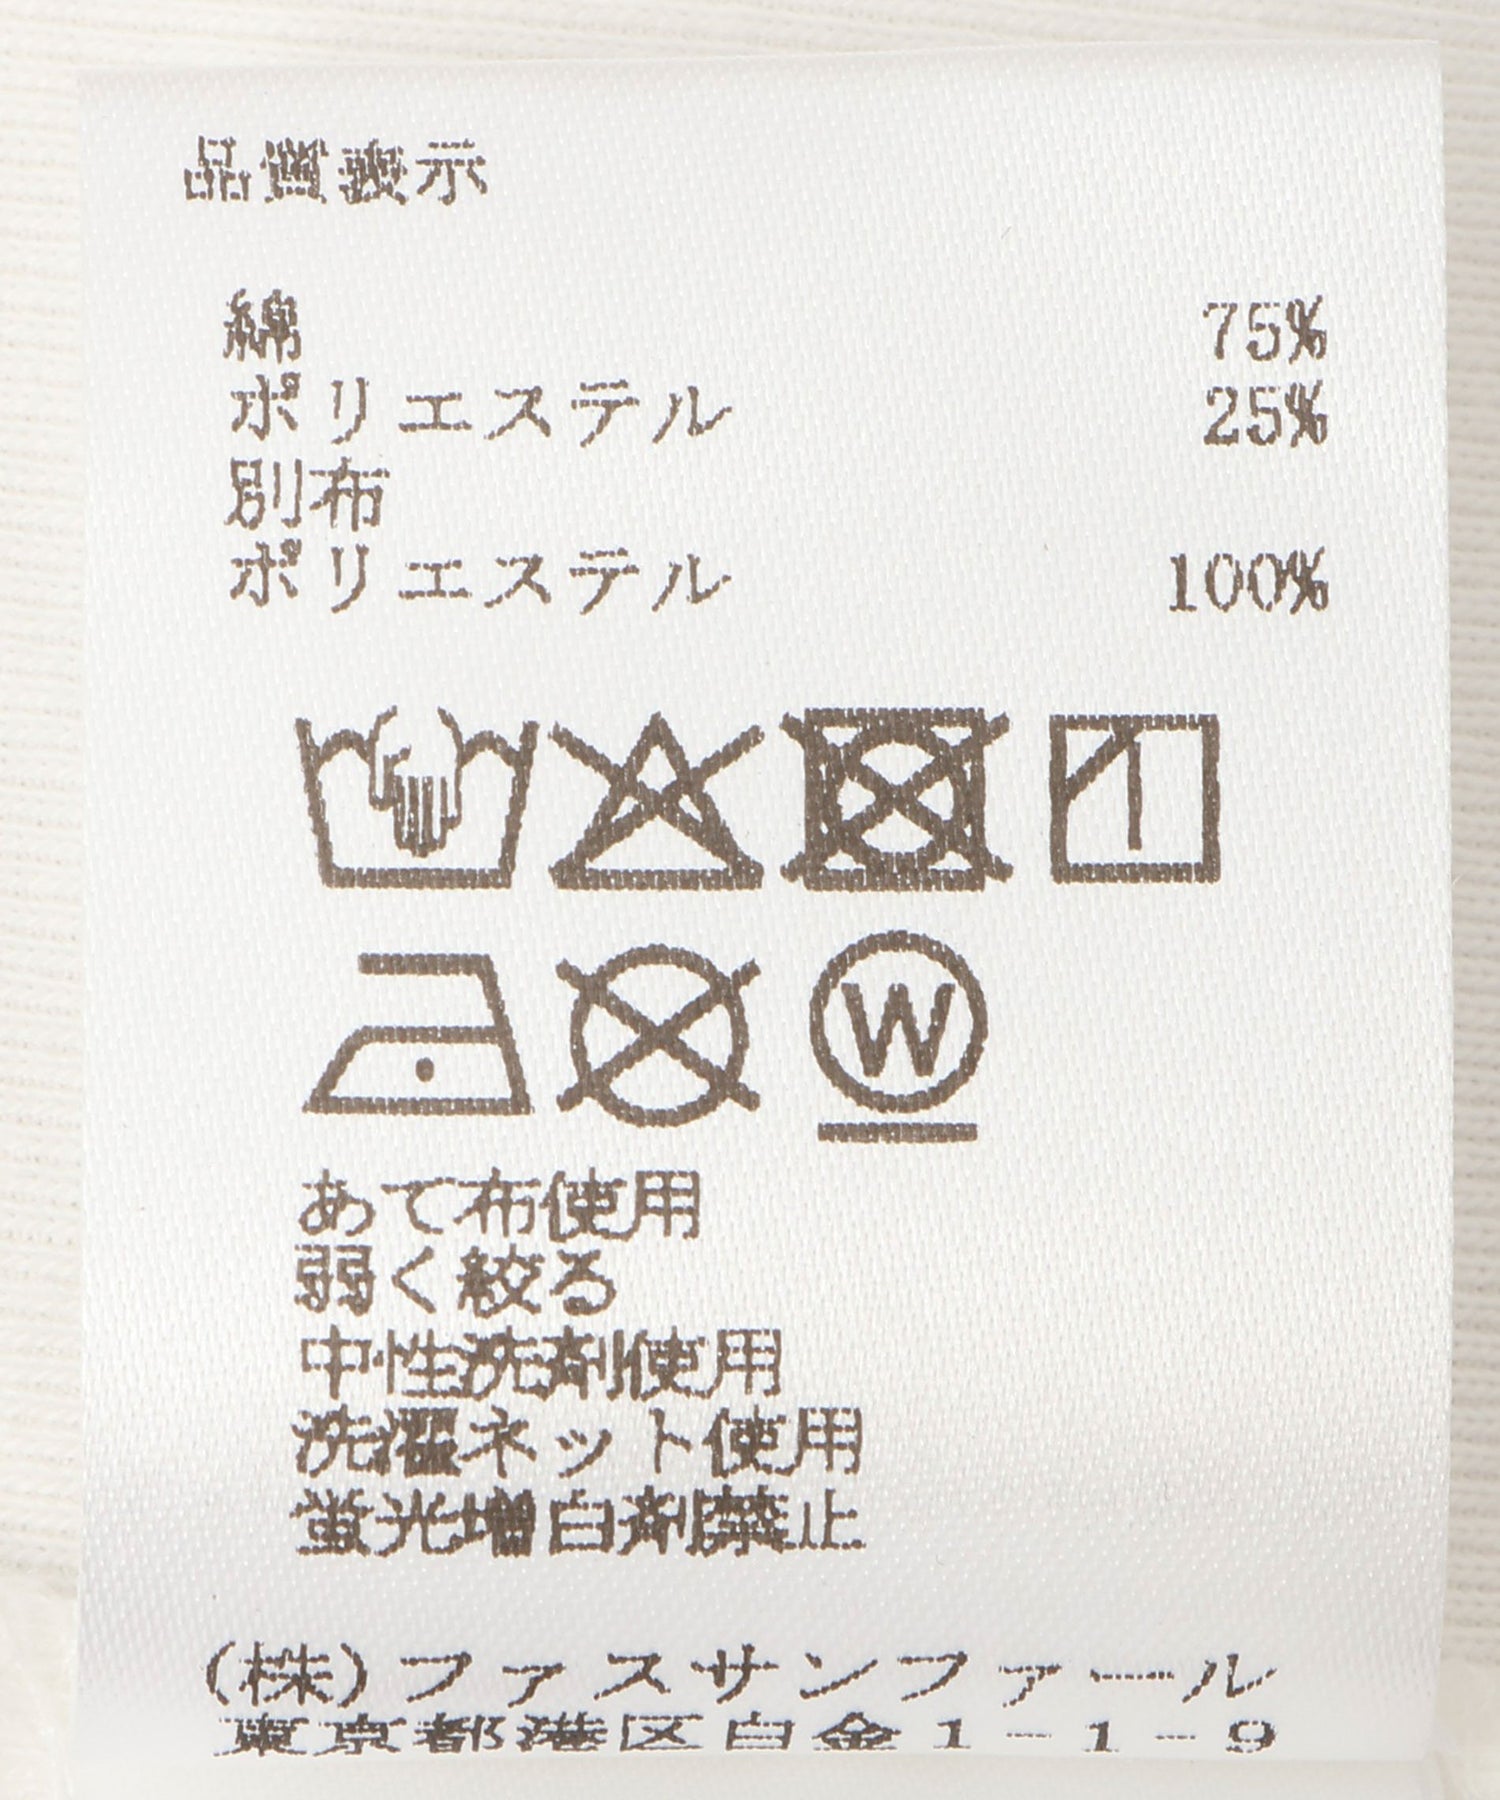 品質表示
綿 75%
ポリエステル 25%
別布
ポリエステル 100%
W
あて布使用
弱く絞る
中性洗剤使用
洗濯ネット使用
蛍光増白剤禁止
(株)ファスサンファール
東京都港区白金1-1-9